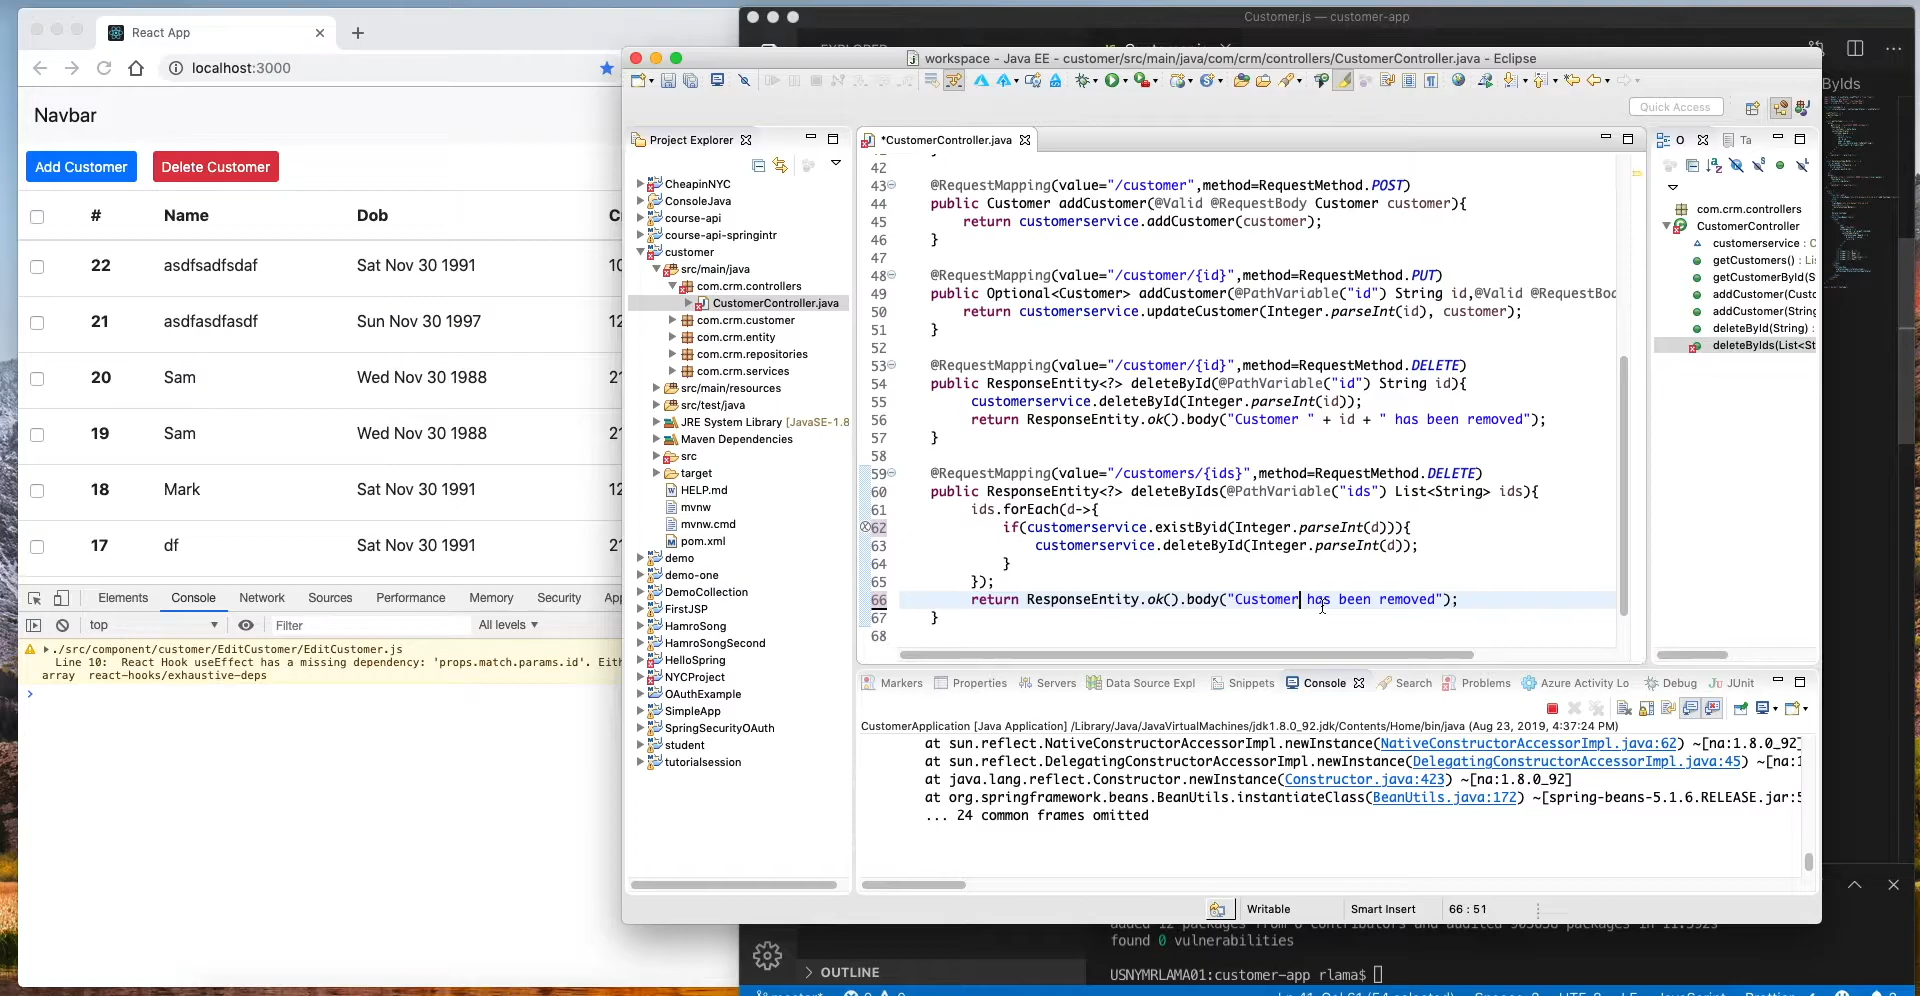 React App
localhost:3000
Navbar
Add Customer
Delete Customer
# Name Dob
22 asdfsadfsdaf Sat Nov 30 1991
21 asdfasdfasdf Sun Nov 30 1997
20 Sam Wed Nov 30 1988
19 Sam Wed Nov 30 1988
18 Mark Sat Nov 30 1991
17 df Sat Nov 30 1991
Elements Console Network Sources Performance Memory Security
top Filter All levels
./src/component/customer/EditCustomer/EditCustomer.js
Line 10: React Hook useEffect has a missing dependency: 'props.match.params.id'. Eit
array react-hooks/exhaustive-deps
Customer.js — customer-app
workspace - Java EE - customer/src/main/java/com/crm/controllers/CustomerController.java - Eclipse
Quick Access
Project Explorer
CheapinNYC
ConsoleJava
course-api
course-api-springintr
customer
src/main/java
com.crm.controllers
CustomerController.java
com.crm.customer
com.crm.entity
com.crm.repositories
com.crm.services
src/main/resources
src/test/java
JRE System Library [JavaSE-1.8
Maven Dependencies
src
target
HELP.md
mvnw
mvnw.cmd
pom.xml
demo
demo-one
DemoCollection
FirstJSP
HamroSong
HamroSongSecond
HelloSpring
NYCProject
OAuthExample
SimpleApp
SpringSecurityOAuth
student
tutorialsession
*CustomerController.java
42
43 @RequestMapping(value="/customer",method=RequestMethod.POST)
44 public Customer addCustomer(@Valid @RequestBody Customer customer){
45 return customerservice.addCustomer(customer);
46 }
47
48 @RequestMapping(value="/customer/{id}",method=RequestMethod.PUT)
49 public Optional<Customer> addCustomer(@PathVariable("id") String id,@Valid @RequestBo
50 return customerservice.updateCustomer(Integer.parseInt(id), customer);
51 }
52
53 @RequestMapping(value="/customer/{id}",method=RequestMethod.DELETE)
54 public ResponseEntity<?> deleteById(@PathVariable("id") String id){
55 customerservice.deleteById(Integer.parseInt(id));
56 return ResponseEntity.ok().body("Customer " + id + " has been removed");
57 }
58
59 @RequestMapping(value="/customers/{ids}",method=RequestMethod.DELETE)
60 public ResponseEntity<?> deleteByIds(@PathVariable("ids") List<String> ids){
61 ids.forEach(d->{
62 if(customerservice.existByid(Integer.parseInt(d))){
63 customerservice.deleteById(Integer.parseInt(d));
64 }
65 });
66 return ResponseEntity.ok().body("Customer has been removed");
67 }
68
O Ta
com.crm.controllers
CustomerController
customerservice : C
getCustomers() : Li
getCustomerById(S
addCustomer(Custo
addCustomer(String
deleteById(String) :
deleteByIds(List<St
Markers Properties Servers Data Source Expl Snippets Console Search Problems Azure Activity Lo Debug JUnit
CustomerApplication [Java Application] /Library/Java/JavaVirtualMachines/jdk1.8.0_92.jdk/Contents/Home/bin/java (Aug 23, 2019, 4:37:24 PM)
at sun.reflect.NativeConstructorAccessorImpl.newInstance(NativeConstructorAccessorImpl.java:62) ~[na:1.8.0_92]
at sun.reflect.DelegatingConstructorAccessorImpl.newInstance(DelegatingConstructorAccessorImpl.java:45) ~[na:1
at java.lang.reflect.Constructor.newInstance(Constructor.java:423) ~[na:1.8.0_92]
at org.springframework.beans.BeanUtils.instantiateClass(BeanUtils.java:172) ~[spring-beans-5.1.6.RELEASE.jar:5
... 24 common frames omitted
Writable Smart Insert 66 : 51
found 0 vulnerabilities
OUTLINE
USNYMRLAMA01:customer-app rlama$